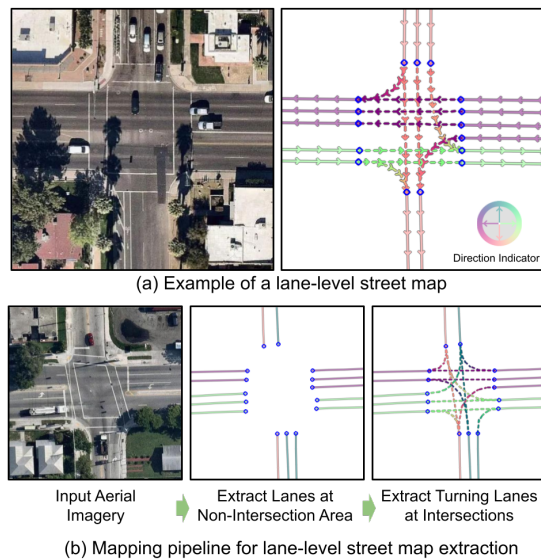 Direction Indicator
(a) Example of a lane-level street map
Input Aerial
Imagery
Extract Lanes at
Non-Intersection Area
Extract Turning Lanes
at Intersections
(b) Mapping pipeline for lane-level street map extraction